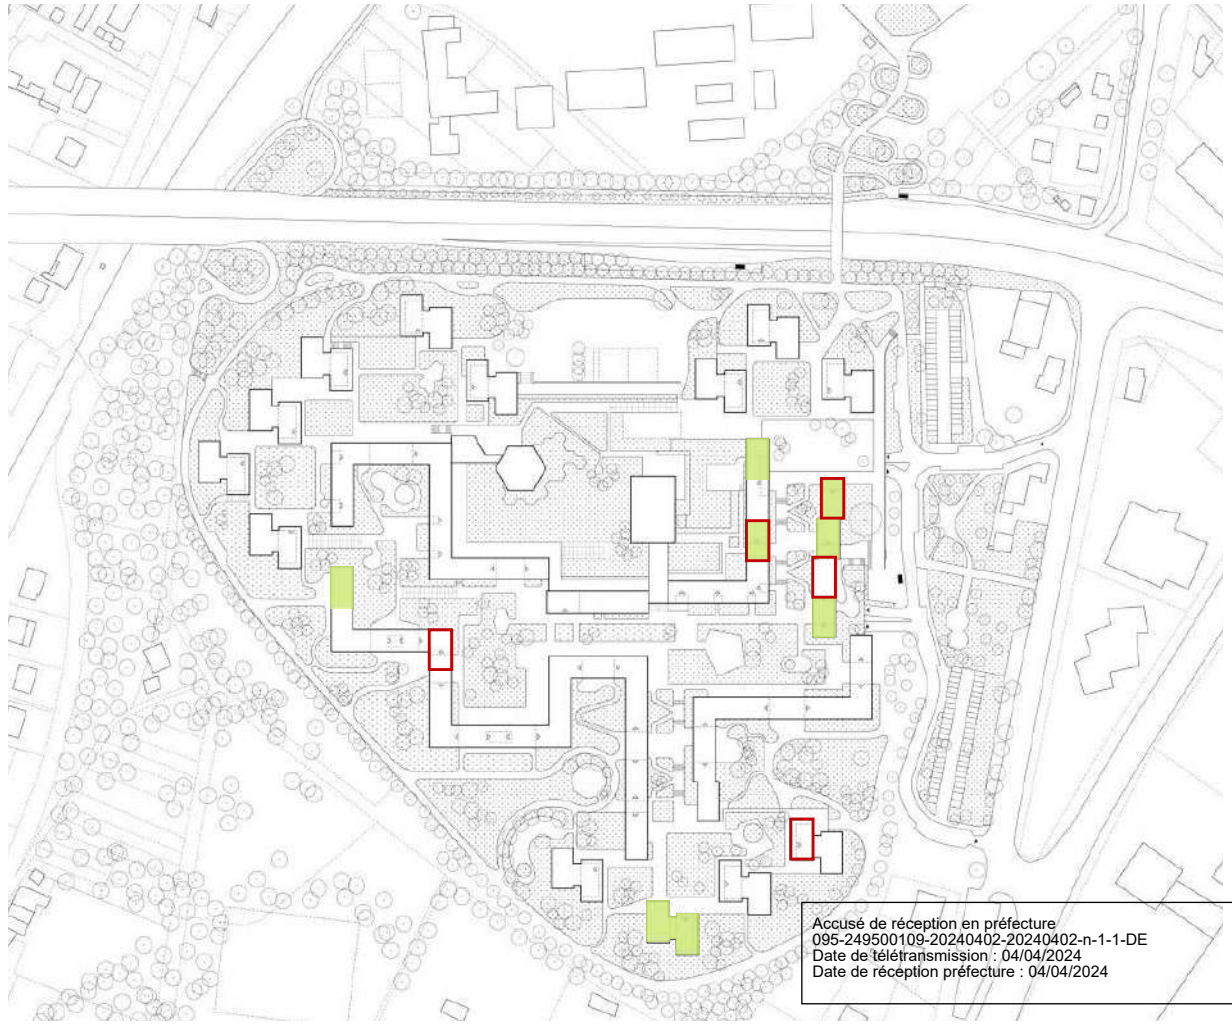 Accusé de réception en préfecture
095-249500109-20240402-20240402-n-1-1-DE
Date de télétransmission : 04/04/2024
Date de réception préfecture : 04/04/2024